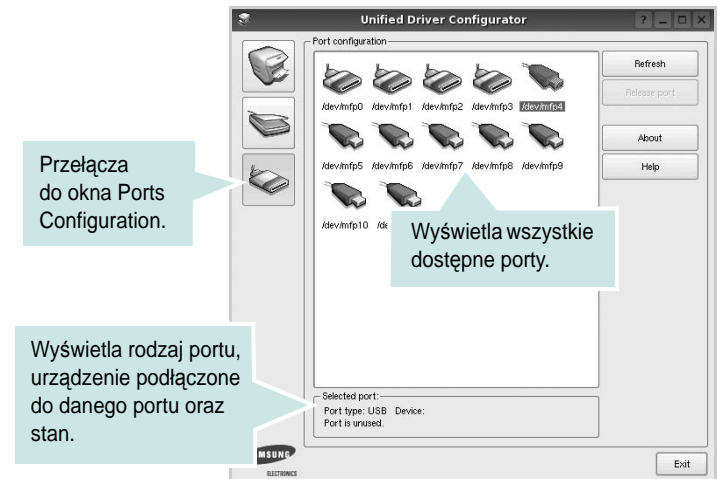 Unified Driver Configurator
Port configuration
/dev/mfp0 /dev/mfp1 /dev/mfp2 /dev/mfp3 /dev/mfp4
/dev/mfp5 /dev/mfp6 /dev/mfp7 /dev/mfp8 /dev/mfp9
/dev/mfp10
Refresh
Release port
About
Help
Przełącza
do okna Ports
Configuration.
Wyświetla wszystkie
dostępne porty.
Wyświetla rodzaj portu,
urządzenie podłączone
do danego portu oraz
stan.
Selected port:
Port type: USB Device:
Port is unused.
MSUNG
ELECTRONICS
Exit